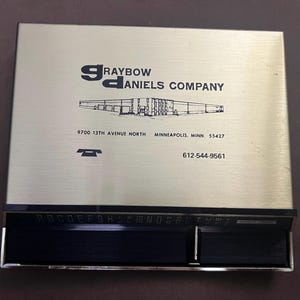 GRAYBOW
DANIELS COMPANY
9700 13TH AVENUE NORTH MINNEAPOLIS, MINN 55427
612-544-9561